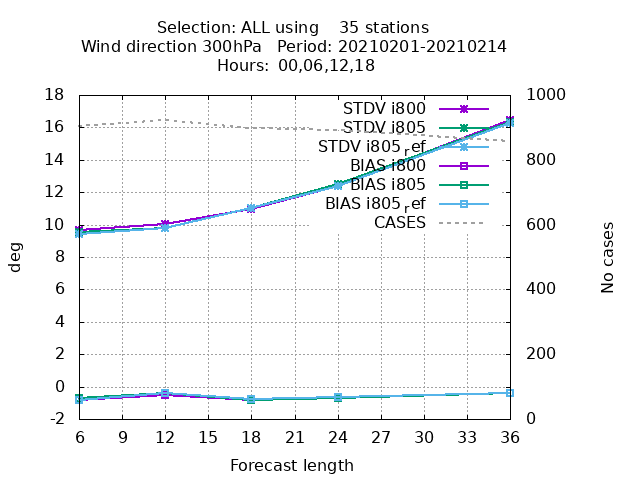 Selection: ALL using    35 stations
Wind direction 300hPa   Period: 20210201-20210214
Hours:  00,06,12,18
18 1000
16 800
14 600
12 400
10 200
8 0
6
4
2
0
-2
STDV i800
STDV i805
STDV i805ref
BIAS i800
BIAS i805
BIAS i805ref
CASES
deg
No cases
6 9 12 15 18 21 24 27 30 33 36
Forecast length